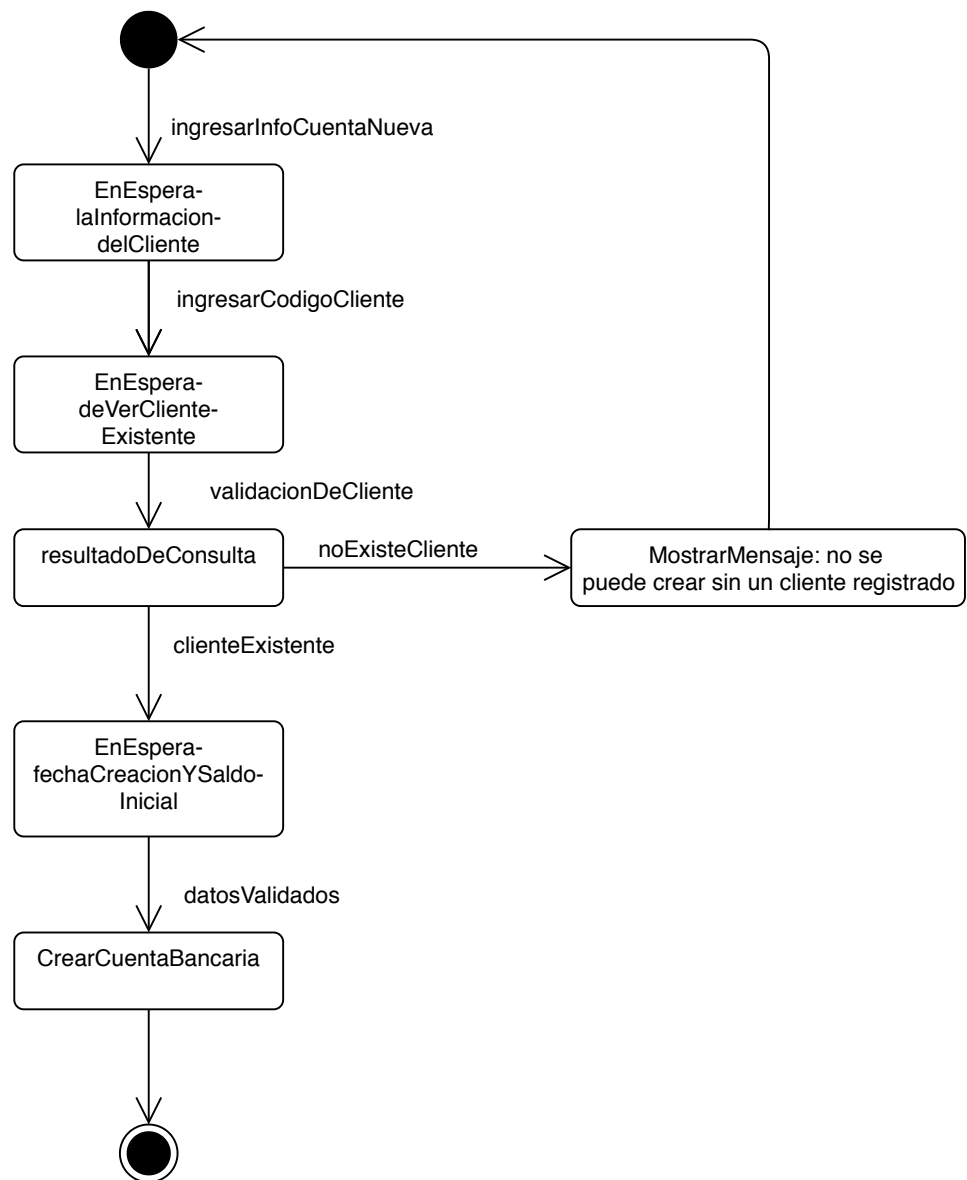 ingresarInfoCuentaNueva
EnEspera-
laInformacion-
delCliente
ingresarCodigoCliente
EnEspera-
deVerCliente-
Existente
validacionDeCliente
resultadoDeConsulta
noExisteCliente
MostrarMensaje: no se
puede crear sin un cliente registrado
clienteExistente
EnEspera-
fechaCreacionYSaldo-
Inicial
datosValidados
CrearCuentaBancaria